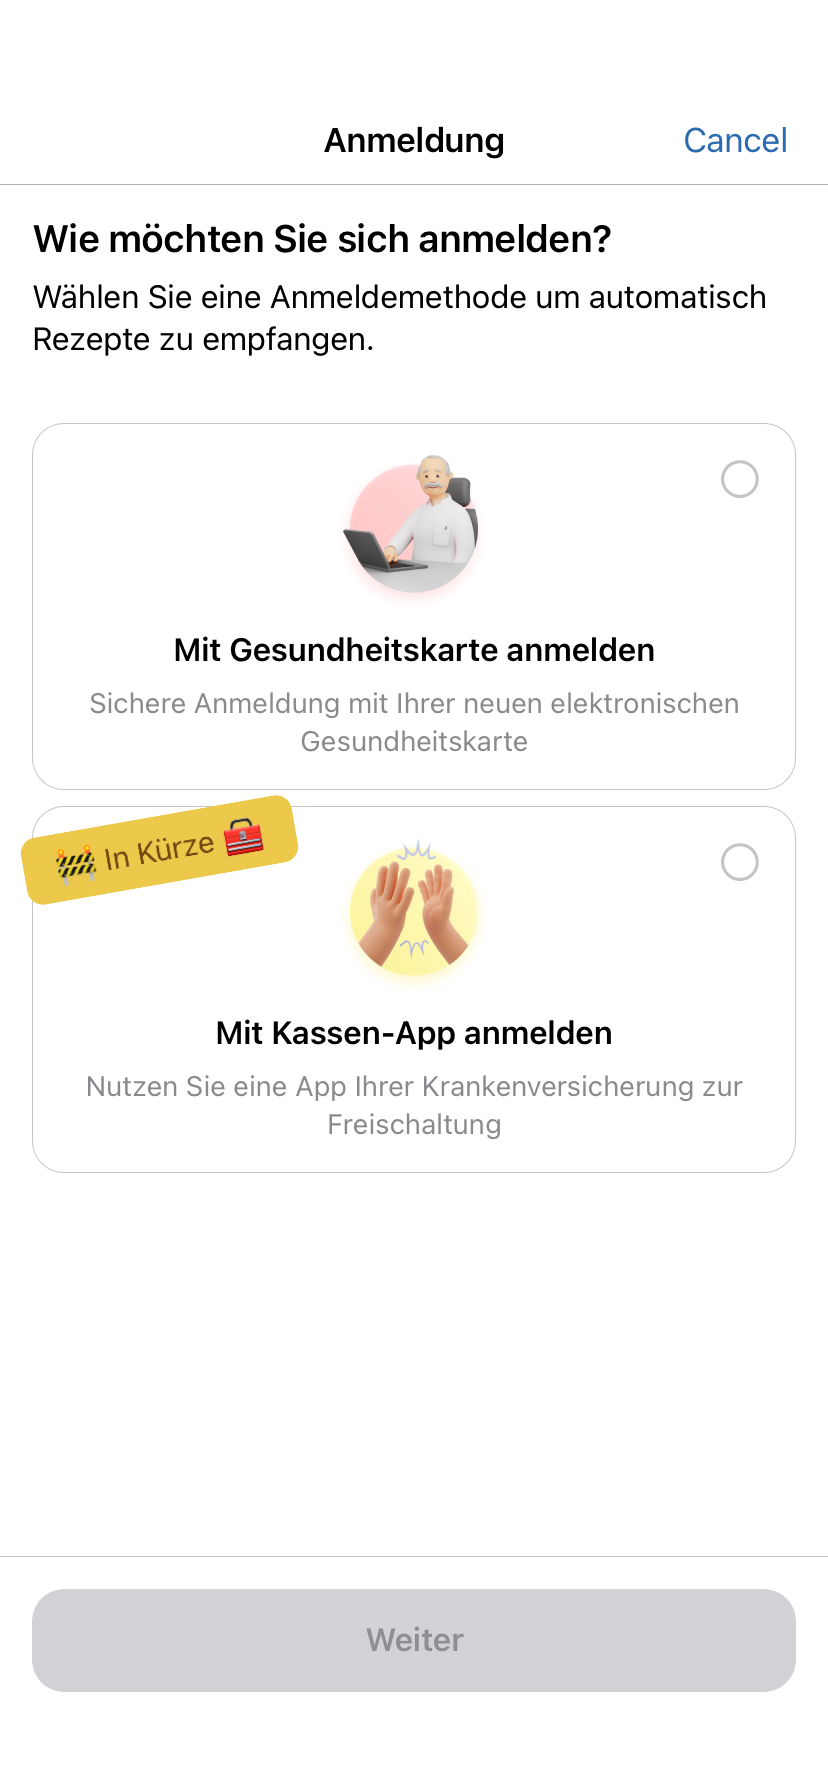 Anmeldung
Cancel
Wie möchten Sie sich anmelden?
Wählen Sie eine Anmeldemethode um automatisch
Rezepte zu empfangen.
Mit Gesundheitskarte anmelden
Sichere Anmeldung mit Ihrer neuen elektronischen
Gesundheitskarte
🚧 In Kürze 🧰
Mit Kassen-App anmelden
Nutzen Sie eine App Ihrer Krankenversicherung zur
Freischaltung
Weiter